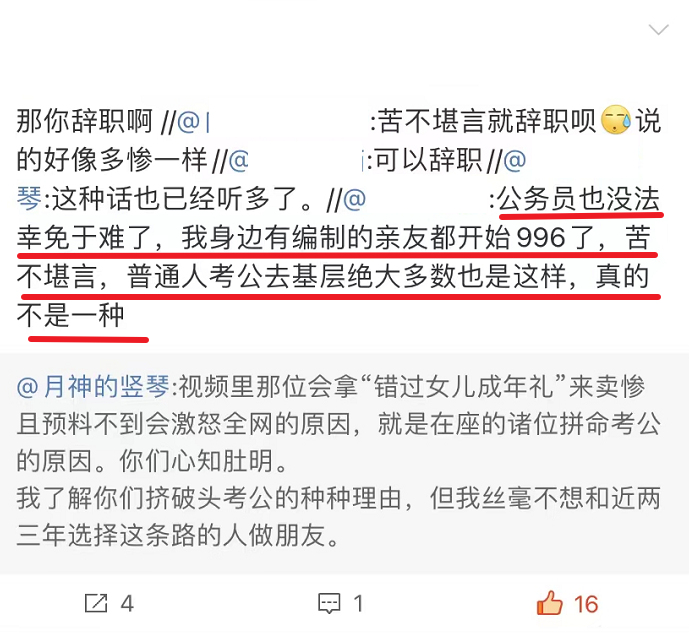 那你辞职啊 //@
:苦不堪言就辞职呗😥说
的好像多惨一样//@
:可以辞职//@
琴:这种话也已经听多了。//@
:公务员也没法
幸免于难了，我身边有编制的亲友都开始996了，苦
不堪言，普通人考公去基层绝大多数也是这样，真的
不是一种
@月神的竖琴:视频里那位会拿“错过女儿成年礼”来卖惨
且预料不到会激怒全网的原因，就是在座的诸位拼命考公
的原因。你们心知肚明。
我了解你们挤破头考公的种种理由，但我丝毫不想和近两
三年选择这条路的人做朋友。
4
1
16